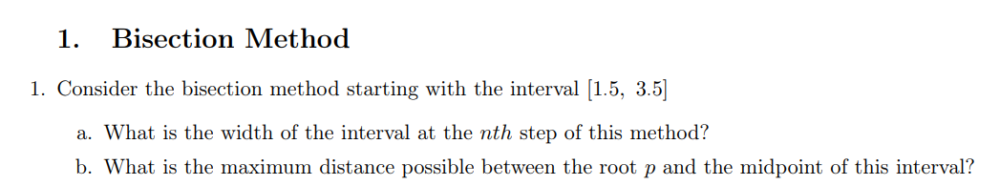 1. Bisection Method
1. Consider the bisection method starting with the interval [1.5, 3.5]
a. What is the width of the interval at the nth step of this method?
b. What is the maximum distance possible between the root p and the midpoint of this interval?